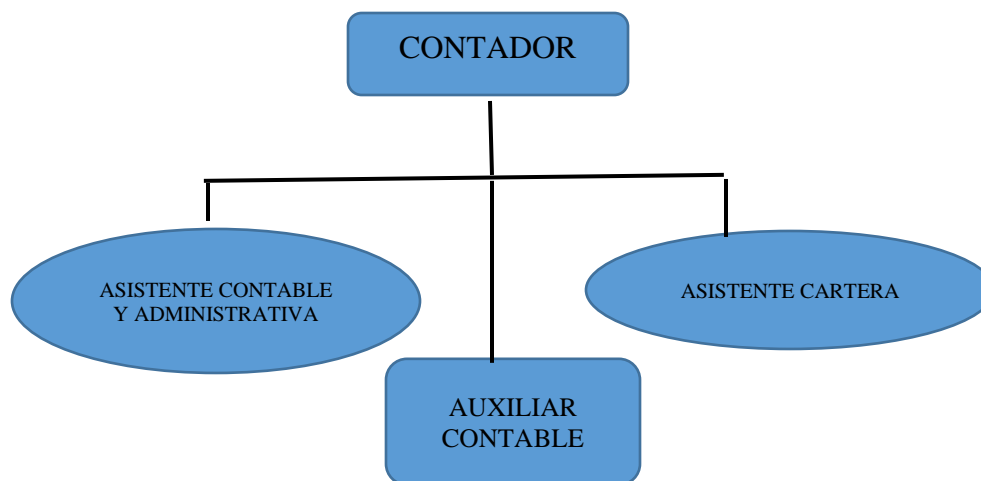 CONTADOR
ASISTENTE CONTABLE
Y ADMINISTRATIVA
ASISTENTE CARTERA
AUXILIAR
CONTABLE